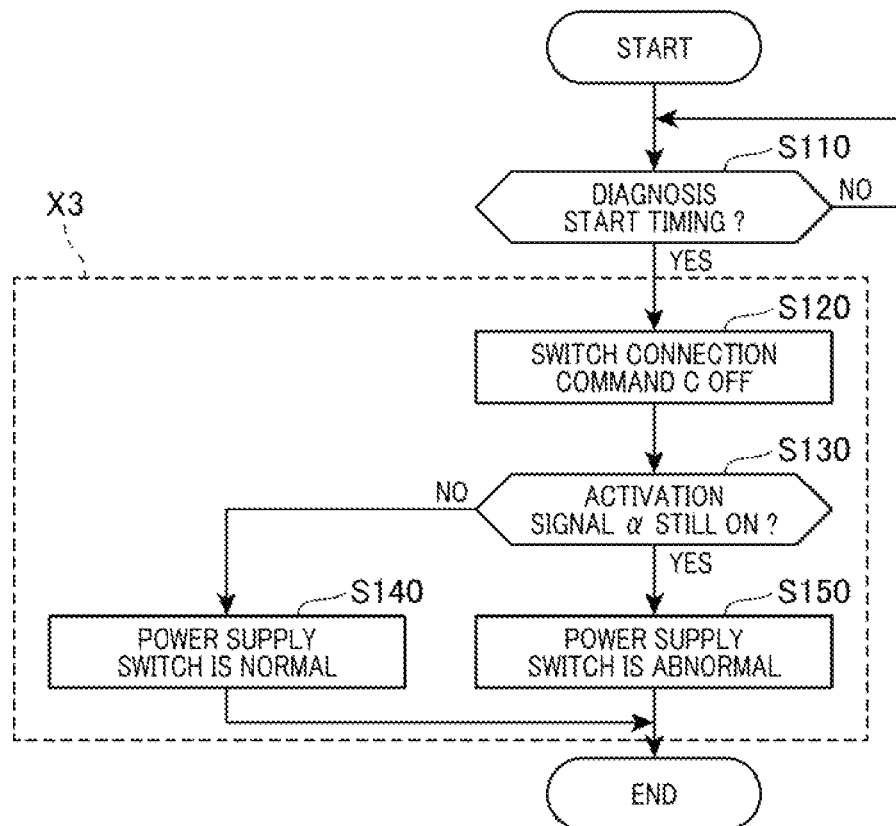 START
S110
DIAGNOSIS
START TIMING ?
NO
X3
YES
S120
SWITCH CONNECTION
COMMAND C OFF
S130
NO
ACTIVATION
SIGNAL α STILL ON ?
YES
S140
S150
POWER SUPPLY
SWITCH IS NORMAL
POWER SUPPLY
SWITCH IS ABNORMAL
END